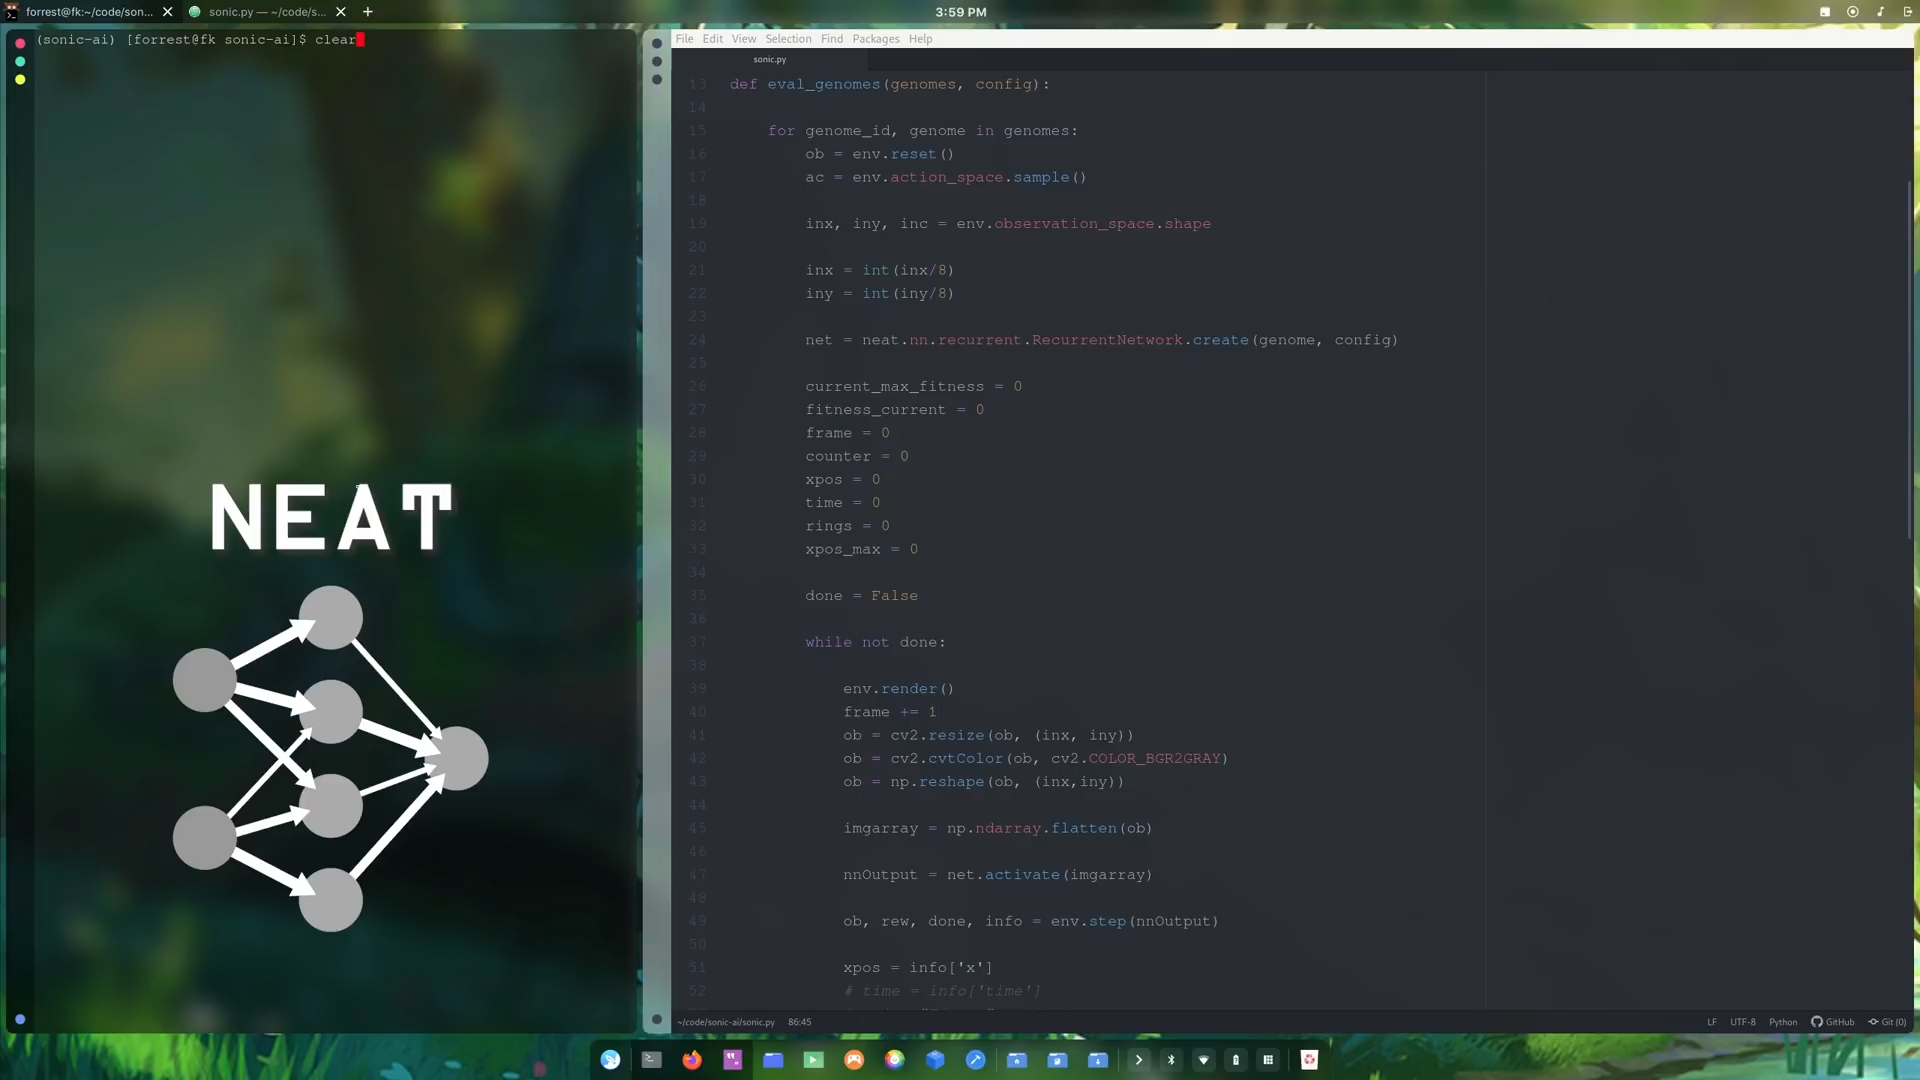 forrest@fk:~/code/son...
sonic.py — ~/code/s...
3:59 PM
(sonic-ai) [forrest@fk sonic-ai]$ clear
NEAT
File Edit View Selection Find Packages Help
sonic.py
13 def eval_genomes(genomes, config):
14
15 for genome_id, genome in genomes:
16 ob = env.reset()
17 ac = env.action_space.sample()
18
19 inx, iny, inc = env.observation_space.shape
20
21 inx = int(inx/8)
22 iny = int(iny/8)
23
24 net = neat.nn.recurrent.RecurrentNetwork.create(genome, config)
25
26 current_max_fitness = 0
27 fitness_current = 0
28 frame = 0
29 counter = 0
30 xpos = 0
31 time = 0
32 rings = 0
33 xpos_max = 0
34
35 done = False
36
37 while not done:
38
39 env.render()
40 frame += 1
41 ob = cv2.resize(ob, (inx, iny))
42 ob = cv2.cvtColor(ob, cv2.COLOR_BGR2GRAY)
43 ob = np.reshape(ob, (inx,iny))
44
45 imgarray = np.ndarray.flatten(ob)
46
47 nnOutput = net.activate(imgarray)
48
49 ob, rew, done, info = env.step(nnOutput)
50
51 xpos = info['x']
52 # time = info['time']
~/code/sonic-ai/sonic.py 86:45
LF UTF-8 Python GitHub Git (0)